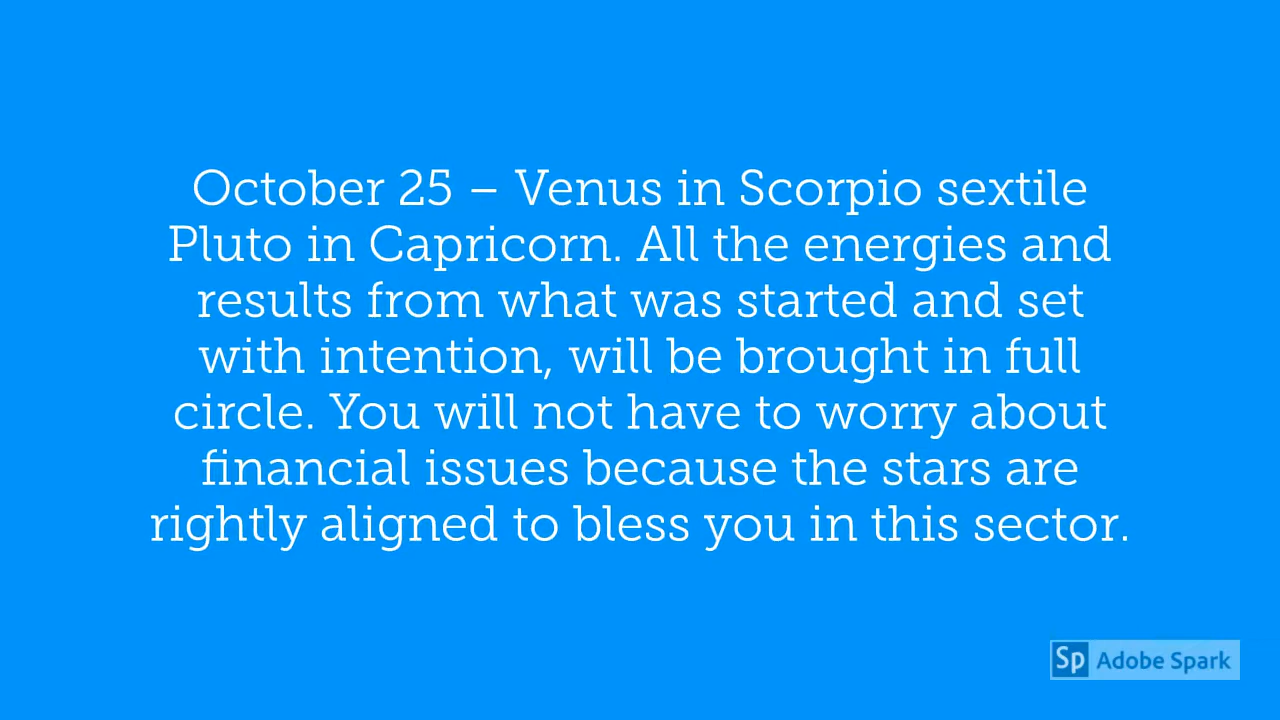 October 25 – Venus in Scorpio sextile
Pluto in Capricorn. All the energies and
results from what was started and set
with intention, will be brought in full
circle. You will not have to worry about
financial issues because the stars are
rightly aligned to bless you in this sector.
Sp Adobe Spark